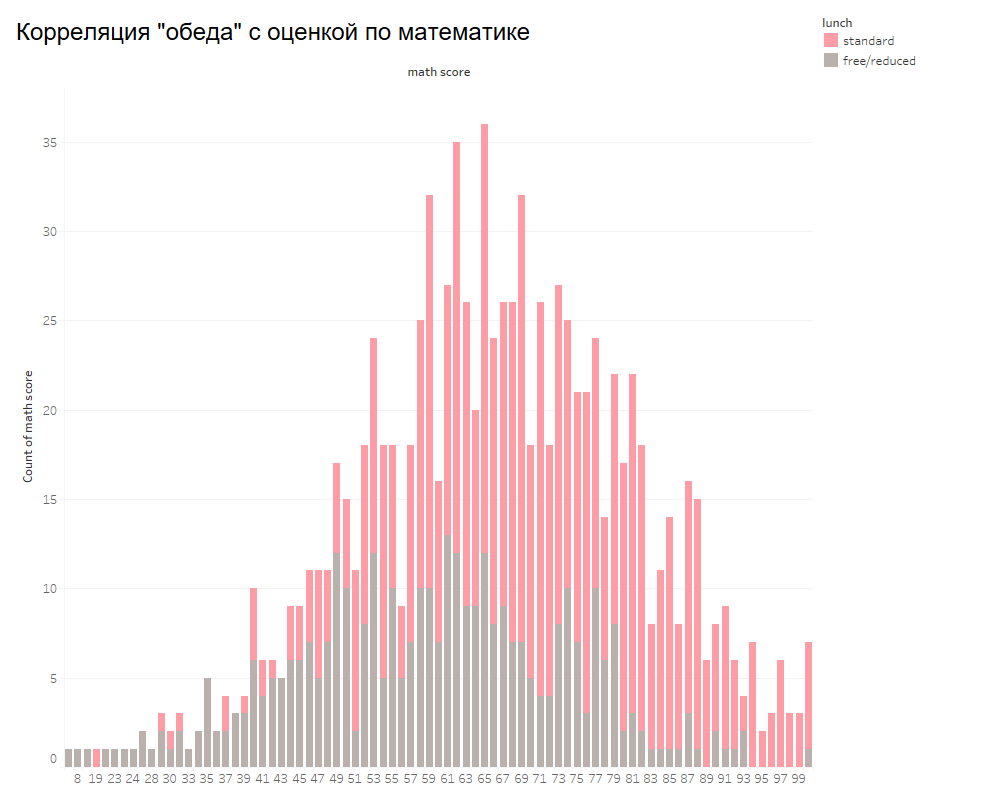 Корреляция "обеда" с оценкой по математике
lunch
standard
free/reduced
math score
Count of math score
35
30
25
20
15
10
5
0
8 19 23 24 28 30 33 35 37 39 41 43 45 47 49 51 53 55 57 59 61 63 65 67 69 71 73 75 77 79 81 83 85 87 89 91 93 95 97 99